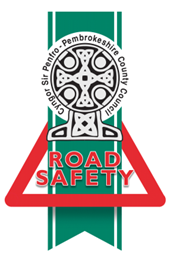 Cyngor Sir Penfro - Pembrokeshire County Council
ROAD
SAFETY